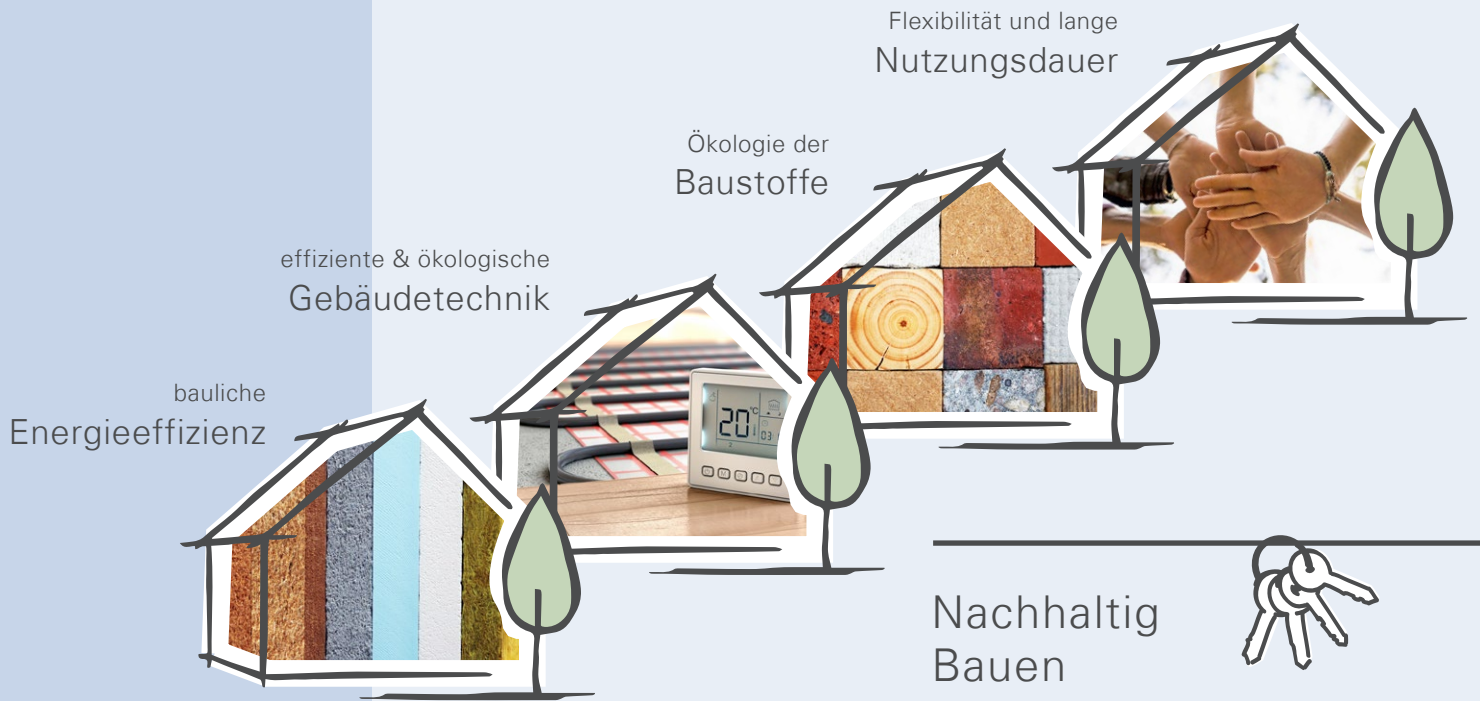 Flexibilität und lange
Nutzungsdauer
Ökologie der
Baustoffe
effiziente & ökologische
Gebäudetechnik
bauliche
Energieeffizienz
20 °C
Nachhaltig
Bauen